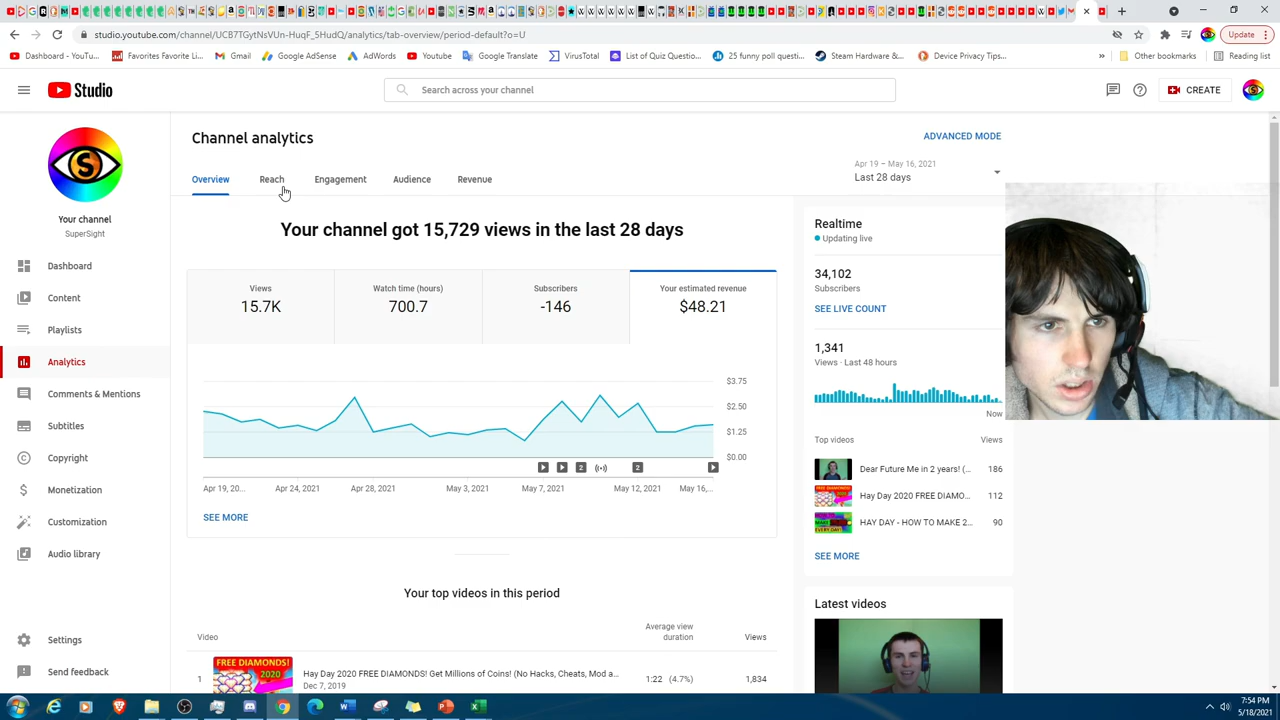 studio.youtube.com/channel/UCB7TGytNsVUn-HuqF_5HudQ/analytics/tab-overview/period-default?o=U
Update
Dashboard - YouTu...
Favorites Favorite Li...
Gmail
Google AdSense
AdWords
Youtube
Google Translate
VirusTotal
List of Quiz Questio...
25 funny poll questi...
Steam Hardware &...
Device Privacy Tips...
»
Other bookmarks
Reading list
Studio
Search across your channel
CREATE
Your channel
SuperSight
Dashboard
Content
Playlists
Analytics
Comments & Mentions
Subtitles
Copyright
Monetization
Customization
Audio library
Settings
Send feedback
Channel analytics
ADVANCED MODE
Overview
Reach
Engagement
Audience
Revenue
Apr 19 – May 16, 2021
Last 28 days
Your channel got 15,729 views in the last 28 days
Views
15.7K
Watch time (hours)
700.7
Subscribers
-146
Your estimated revenue
$48.21
$3.75
$2.50
$1.25
$0.00
2
2
Apr 19, 20...
Apr 24, 2021
Apr 28, 2021
May 3, 2021
May 7, 2021
May 12, 2021
May 16,...
SEE MORE
Your top videos in this period
Video
Average view
duration
Views
1
FREE DIAMONDS!
2020
Hay Day 2020 FREE DIAMONDS! Get Millions of Coins! (No Hacks, Cheats, Mod a...
Dec 7, 2019
1:22 (4.7%)
1,834
Realtime
Updating live
34,102
Subscribers
SEE LIVE COUNT
1,341
Views · Last 48 hours
Now
Top videos
Views
Dear Future Me in 2 years! (...
186
Hay Day 2020 FREE DIAMO...
112
HAY DAY - HOW TO MAKE 2...
90
SEE MORE
Latest videos
7:54 PM
5/18/2021